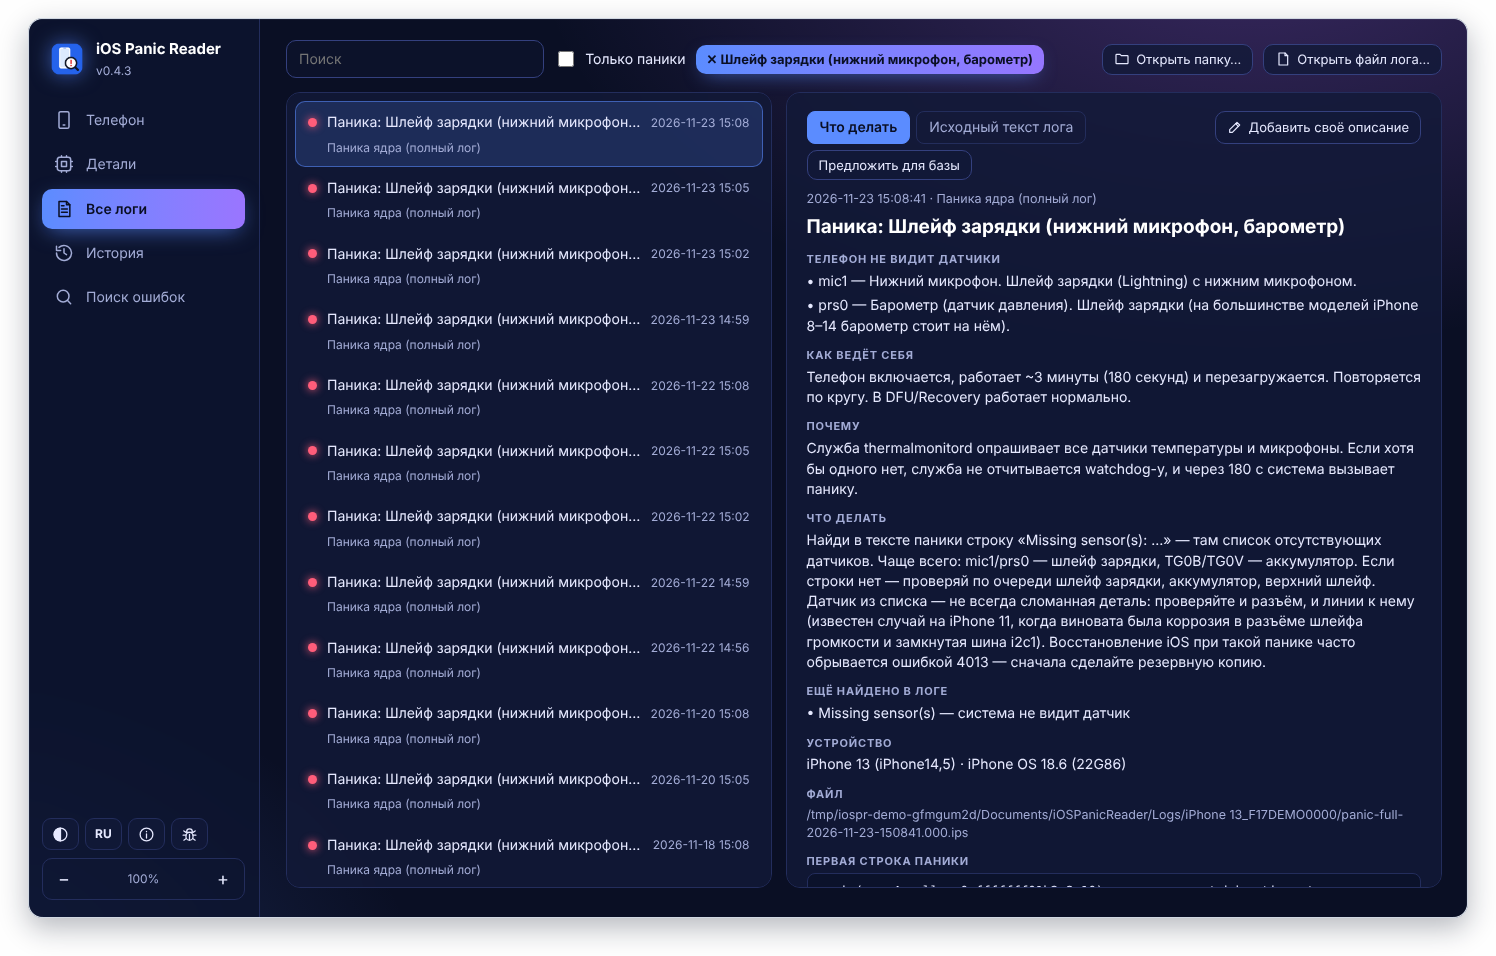 iOS Panic Reader
v0.4.3
Телефон
Детали
Все логи
История
Поиск ошибок
RU
− 100% +
Поиск
Только паники
✕ Шлейф зарядки (нижний микрофон, барометр)
Открыть папку...
Открыть файл лога...
Паника: Шлейф зарядки (нижний микрофон... 2026-11-23 15:08
Паника ядра (полный лог)
Паника: Шлейф зарядки (нижний микрофон... 2026-11-23 15:05
Паника ядра (полный лог)
Паника: Шлейф зарядки (нижний микрофон... 2026-11-23 15:02
Паника ядра (полный лог)
Паника: Шлейф зарядки (нижний микрофон... 2026-11-23 14:59
Паника ядра (полный лог)
Паника: Шлейф зарядки (нижний микрофон... 2026-11-22 15:08
Паника ядра (полный лог)
Паника: Шлейф зарядки (нижний микрофон... 2026-11-22 15:05
Паника ядра (полный лог)
Паника: Шлейф зарядки (нижний микрофон... 2026-11-22 15:02
Паника ядра (полный лог)
Паника: Шлейф зарядки (нижний микрофон... 2026-11-22 14:59
Паника ядра (полный лог)
Паника: Шлейф зарядки (нижний микрофон... 2026-11-22 14:56
Паника ядра (полный лог)
Паника: Шлейф зарядки (нижний микрофон... 2026-11-20 15:08
Паника ядра (полный лог)
Паника: Шлейф зарядки (нижний микрофон... 2026-11-20 15:05
Паника ядра (полный лог)
Паника: Шлейф зарядки (нижний микрофон... 2026-11-18 15:08
Паника ядра (полный лог)
Что делать
Исходный текст лога
Добавить своё описание
Предложить для базы
2026-11-23 15:08:41 · Паника ядра (полный лог)
Паника: Шлейф зарядки (нижний микрофон, барометр)
ТЕЛЕФОН НЕ ВИДИТ ДАТЧИКИ
• mic1 — Нижний микрофон. Шлейф зарядки (Lightning) с нижним микрофоном.
• prs0 — Барометр (датчик давления). Шлейф зарядки (на большинстве моделей iPhone
8–14 барометр стоит на нём).
КАК ВЕДЁТ СЕБЯ
Телефон включается, работает ~3 минуты (180 секунд) и перезагружается. Повторяется
по кругу. В DFU/Recovery работает нормально.
ПОЧЕМУ
Служба thermalmonitord опрашивает все датчики температуры и микрофоны. Если хотя
бы одного нет, служба не отчитывается watchdog-у, и через 180 с система вызывает
панику.
ЧТО ДЕЛАТЬ
Найди в тексте паники строку «Missing sensor(s): ...» — там список отсутствующих
датчиков. Чаще всего: mic1/prs0 — шлейф зарядки, TG0B/TG0V — аккумулятор. Если
строки нет — проверяй по очереди шлейф зарядки, аккумулятор, верхний шлейф.
Датчик из списка — не всегда сломанная деталь: проверяйте и разъём, и линии к нему
(известен случай на iPhone 11, когда виновата была коррозия в разъёме шлейфа
громкости и замкнутая шина i2c1). Восстановление iOS при такой панике часто
обрывается ошибкой 4013 — сначала сделайте резервную копию.
ЕЩЁ НАЙДЕНО В ЛОГЕ
• Missing sensor(s) — система не видит датчик
УСТРОЙСТВО
iPhone 13 (iPhone14,5) · iPhone OS 18.6 (22G86)
ФАЙЛ
/tmp/iospr-demo-gfmgum2d/Documents/iOSPanicReader/Logs/iPhone 13_F17DEMO0000/panic-full-
2026-11-23-150841.000.ips
ПЕРВАЯ СТРОКА ПАНИКИ